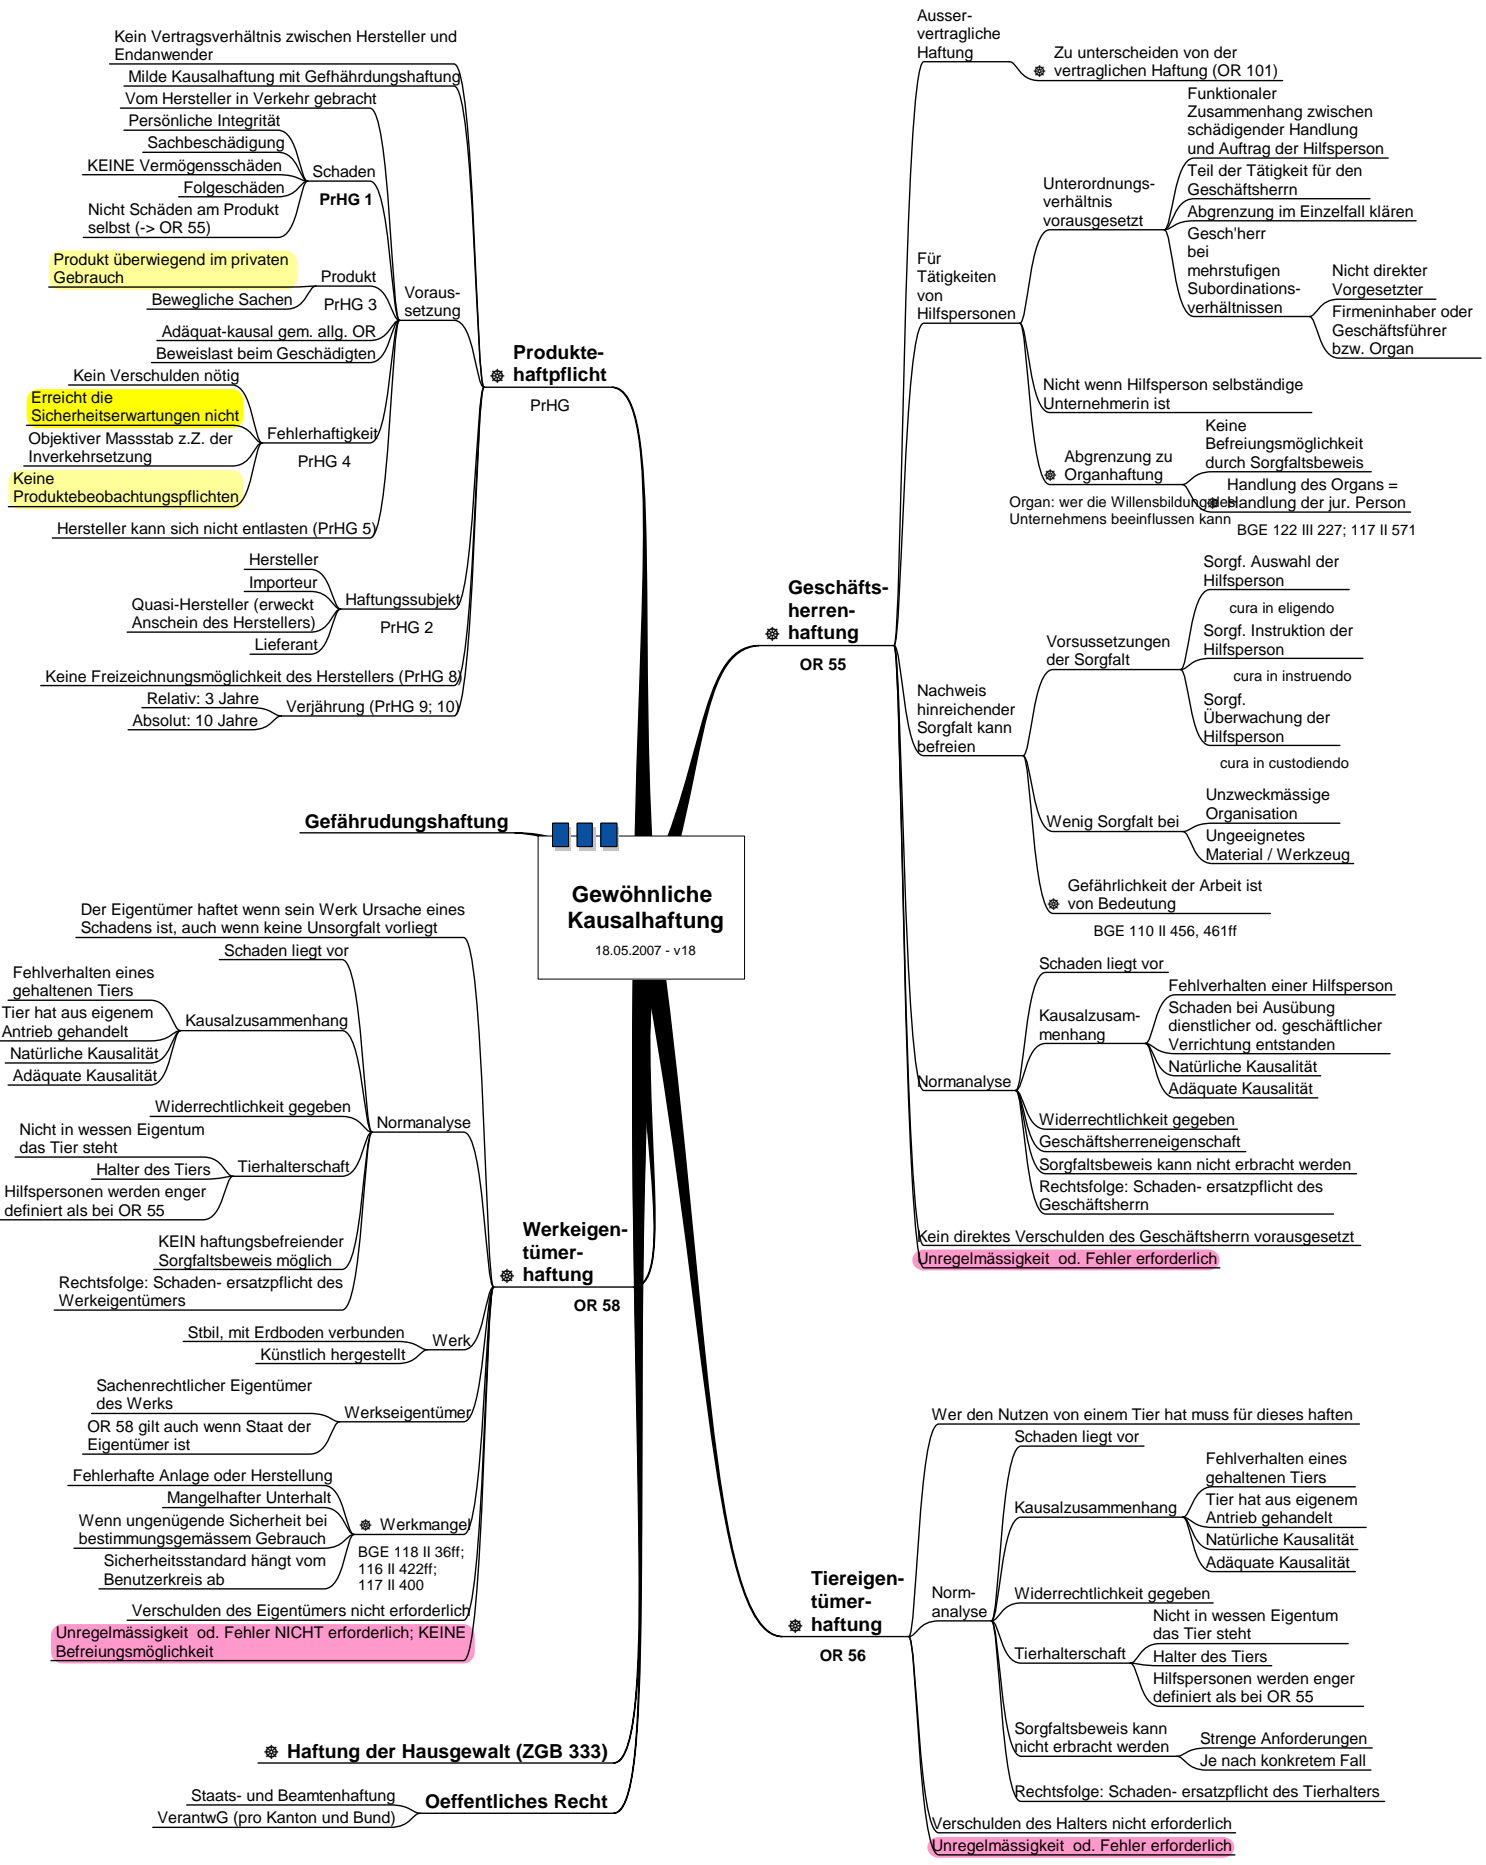 Gewöhnliche
Kausalhaftung
18.05.2007 - v18
Ausser-
vertragliche
Haftung
Zu unterscheiden von der
vertraglichen Haftung (OR 101)
Geschäfts-
herren-
haftung
OR 55
Für
Tätigkeiten
von
Hilfspersonen
Unterordnungs-
verhältnis
vorausgesetzt
Funktionaler
Zusammenhang zwischen
schädigender Handlung
und Auftrag der Hilfsperson
Teil der Tätigkeit für den
Geschäftsherrn
Abgrenzung im Einzelfall klären
Gesch'herr
bei
mehrstufigen
Subordinations-
verhältnissen
Nicht direkter
Vorgesetzter
Firmeninhaber oder
Geschäftsführer
bzw. Organ
Nicht wenn Hilfsperson selbständige
Unternehmerin ist
Abgrenzung zu
Organhaftung
Organ: wer die Willensbildung des
Unternehmens beeinflussen kann
Keine
Befreiungsmöglichkeit
durch Sorgfaltsbeweis
Handlung des Organs =
Handlung der jur. Person
BGE 122 III 227; 117 II 571
Nachweis
hinreichender
Sorgfalt kann
befreien
Vorsussetzungen
der Sorgfalt
Sorgf. Auswahl der
Hilfsperson
cura in eligendo
Sorgf. Instruktion der
Hilfsperson
cura in instruendo
Sorgf.
Überwachung der
Hilfsperson
cura in custodiendo
Wenig Sorgfalt bei
Unzweckmässige
Organisation
Ungeeignetes
Material / Werkzeug
Gefährlichkeit der Arbeit ist
von Bedeutung
BGE 110 II 456, 461ff
Normanalyse
Schaden liegt vor
Kausalzusam-
menhang
Fehlverhalten einer Hilfsperson
Schaden bei Ausübung
dienstlicher od. geschäftlicher
Verrichtung entstanden
Natürliche Kausalität
Adäquate Kausalität
Widerrechtlichkeit gegeben
Geschäftsherreneigenschaft
Sorgfaltsbeweis kann nicht erbracht werden
Rechtsfolge: Schaden- ersatzpflicht des
Geschäftsherrn
Kein direktes Verschulden des Geschäftsherrn vorausgesetzt
Unregelmässigkeit  od. Fehler erforderlich
Tiereigen-
tümer-
haftung
OR 56
Wer den Nutzen von einem Tier hat muss für dieses haften
Norm-
analyse
Schaden liegt vor
Kausalzusammenhang
Fehlverhalten eines
gehaltenen Tiers
Tier hat aus eigenem
Antrieb gehandelt
Natürliche Kausalität
Adäquate Kausalität
Widerrechtlichkeit gegeben
Tierhalterschaft
Nicht in wessen Eigentum
das Tier steht
Halter des Tiers
Hilfspersonen werden enger
definiert als bei OR 55
Sorgfaltsbeweis kann
nicht erbracht werden
Strenge Anforderungen
Je nach konkretem Fall
Rechtsfolge: Schaden- ersatzpflicht des Tierhalters
Verschulden des Halters nicht erforderlich
Unregelmässigkeit  od. Fehler erforderlich
Produkte-
haftpflicht
PrHG
Kein Vertragsverhältnis zwischen Hersteller und
Endanwender
Milde Kausalhaftung mit Gefhährdungshaftung
Voraus-
setzung
Vom Hersteller in Verkehr gebracht
Schaden
PrHG 1
Persönliche Integrität
Sachbeschädigung
KEINE Vermögensschäden
Folgeschäden
Nicht Schäden am Produkt
selbst (-> OR 55)
Produkt
PrHG 3
Produkt überwiegend im privaten
Gebrauch
Bewegliche Sachen
Adäquat-kausal gem. allg. OR
Beweislast beim Geschädigten
Fehlerhaftigkeit
PrHG 4
Kein Verschulden nötig
Erreicht die
Sicherheitserwartungen nicht
Objektiver Massstab z.Z. der
Inverkehrsetzung
Keine
Produktebeobachtungspflichten
Hersteller kann sich nicht entlasten (PrHG 5)
Haftungssubjekt
PrHG 2
Hersteller
Importeur
Quasi-Hersteller (erweckt
Anschein des Herstellers)
Lieferant
Keine Freizeichnungsmöglichkeit des Herstellers (PrHG 8)
Verjährung (PrHG 9; 10)
Relativ: 3 Jahre
Absolut: 10 Jahre
Gefährudungshaftung
Werkeigen-
tümer-
haftung
OR 58
Der Eigentümer haftet wenn sein Werk Ursache eines
Schadens ist, auch wenn keine Unsorgfalt vorliegt
Normanalyse
Schaden liegt vor
Kausalzusammenhang
Fehlverhalten eines
gehaltenen Tiers
Tier hat aus eigenem
Antrieb gehandelt
Natürliche Kausalität
Adäquate Kausalität
Widerrechtlichkeit gegeben
Tierhalterschaft
Nicht in wessen Eigentum
das Tier steht
Halter des Tiers
Hilfspersonen werden enger
definiert als bei OR 55
KEIN haftungsbefreiender
Sorgfaltsbeweis möglich
Rechtsfolge: Schaden- ersatzpflicht des
Werkeigentümers
Werk
Stbil, mit Erdboden verbunden
Künstlich hergestellt
Werkseigentümer
Sachenrechtlicher Eigentümer
des Werks
OR 58 gilt auch wenn Staat der
Eigentümer ist
Werkmangel
BGE 118 II 36ff;
116 II 422ff;
117 II 400
Fehlerhafte Anlage oder Herstellung
Mangelhafter Unterhalt
Wenn ungenügende Sicherheit bei
bestimmungsgemässem Gebrauch
Sicherheitsstandard hängt vom
Benutzerkreis ab
Verschulden des Eigentümers nicht erforderlich
Unregelmässigkeit  od. Fehler NICHT erforderlich; KEINE
Befreiungsmöglichkeit
Haftung der Hausgewalt (ZGB 333)
Oeffentliches Recht
Staats- und Beamtenhaftung
VerantwG (pro Kanton und Bund)